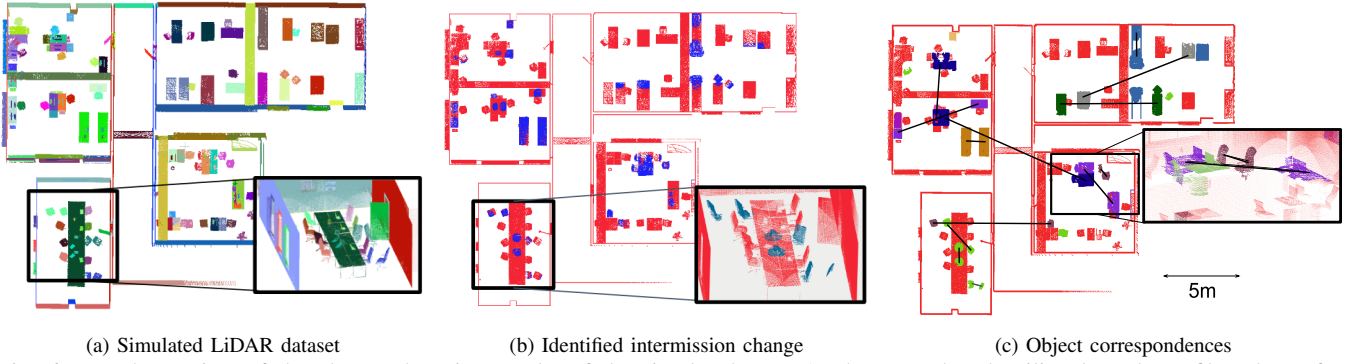 5m
(a) Simulated LiDAR dataset
(b) Identified intermission change
(c) Object correspondences